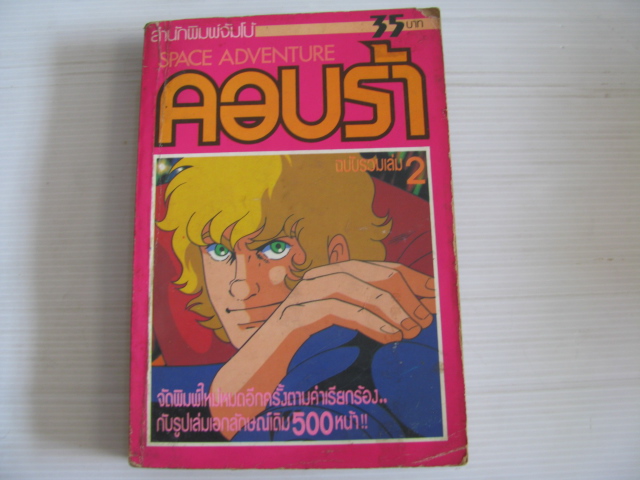 สำนักพิมพ์จัมโบ้
35 บาท
SPACE ADVENTURE
คอบร้า
ฉบับรวมเล่ม 2
จัดพิมพ์ใหม่หมดอีกครั้งตามคำเรียกร้อง..
กับรูปเล่มเอกลักษณ์เดิม 500 หน้า!!